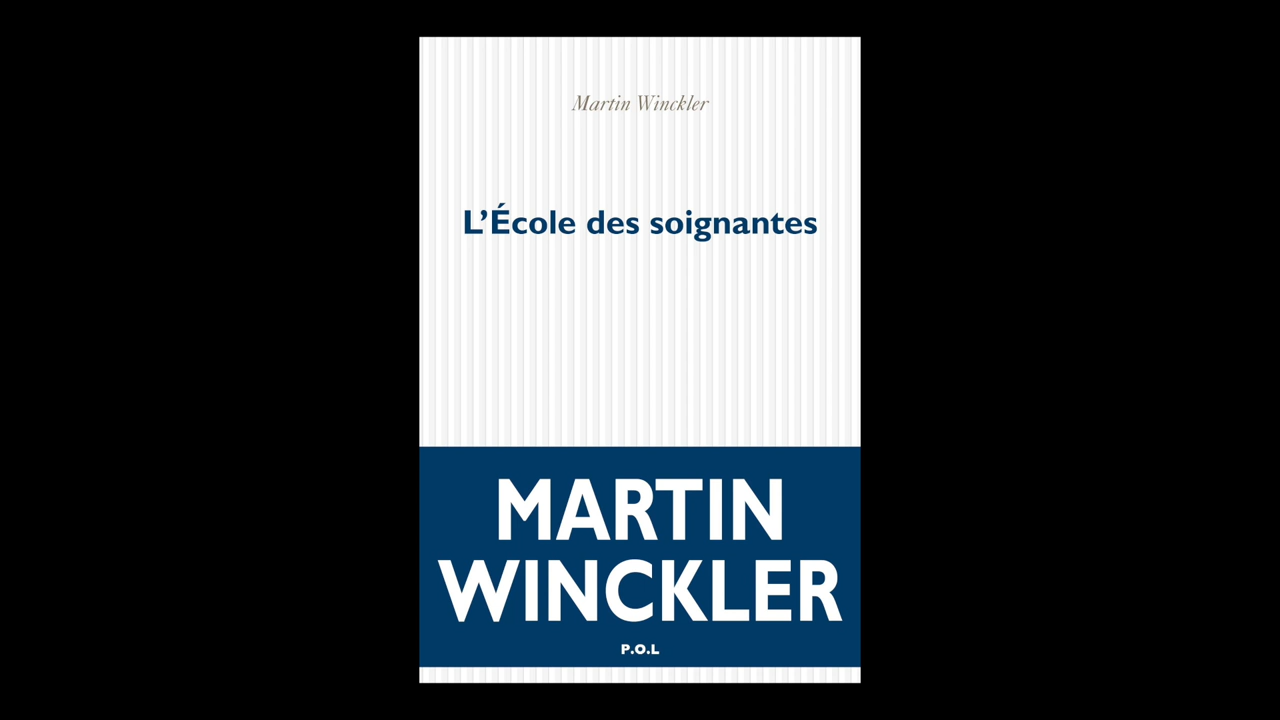 Martin Winckler
L’École des soignantes
MARTIN
WINCKLER
P.O.L